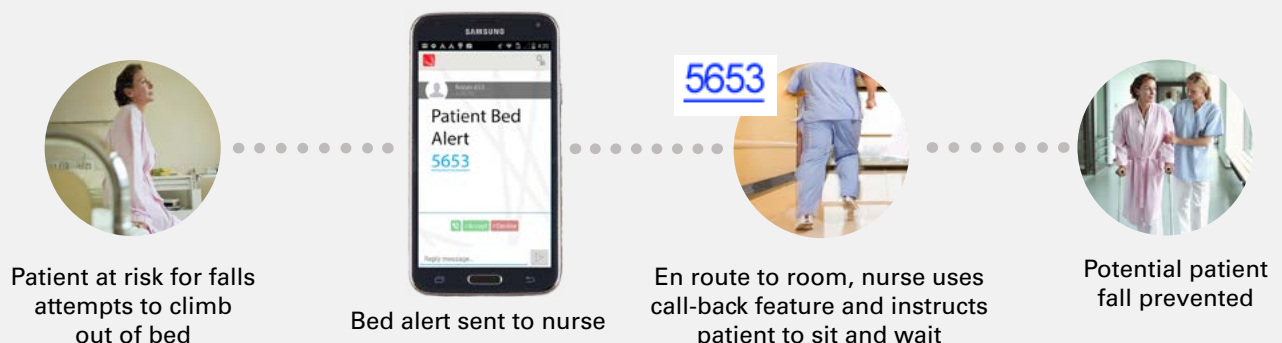 SAMSUNG
Patient Bed
Alert
5653
Reply message...
5653
Patient at risk for falls
attempts to climb
out of bed
Bed alert sent to nurse
En route to room, nurse uses
call-back feature and instructs
patient to sit and wait
Potential patient
fall prevented